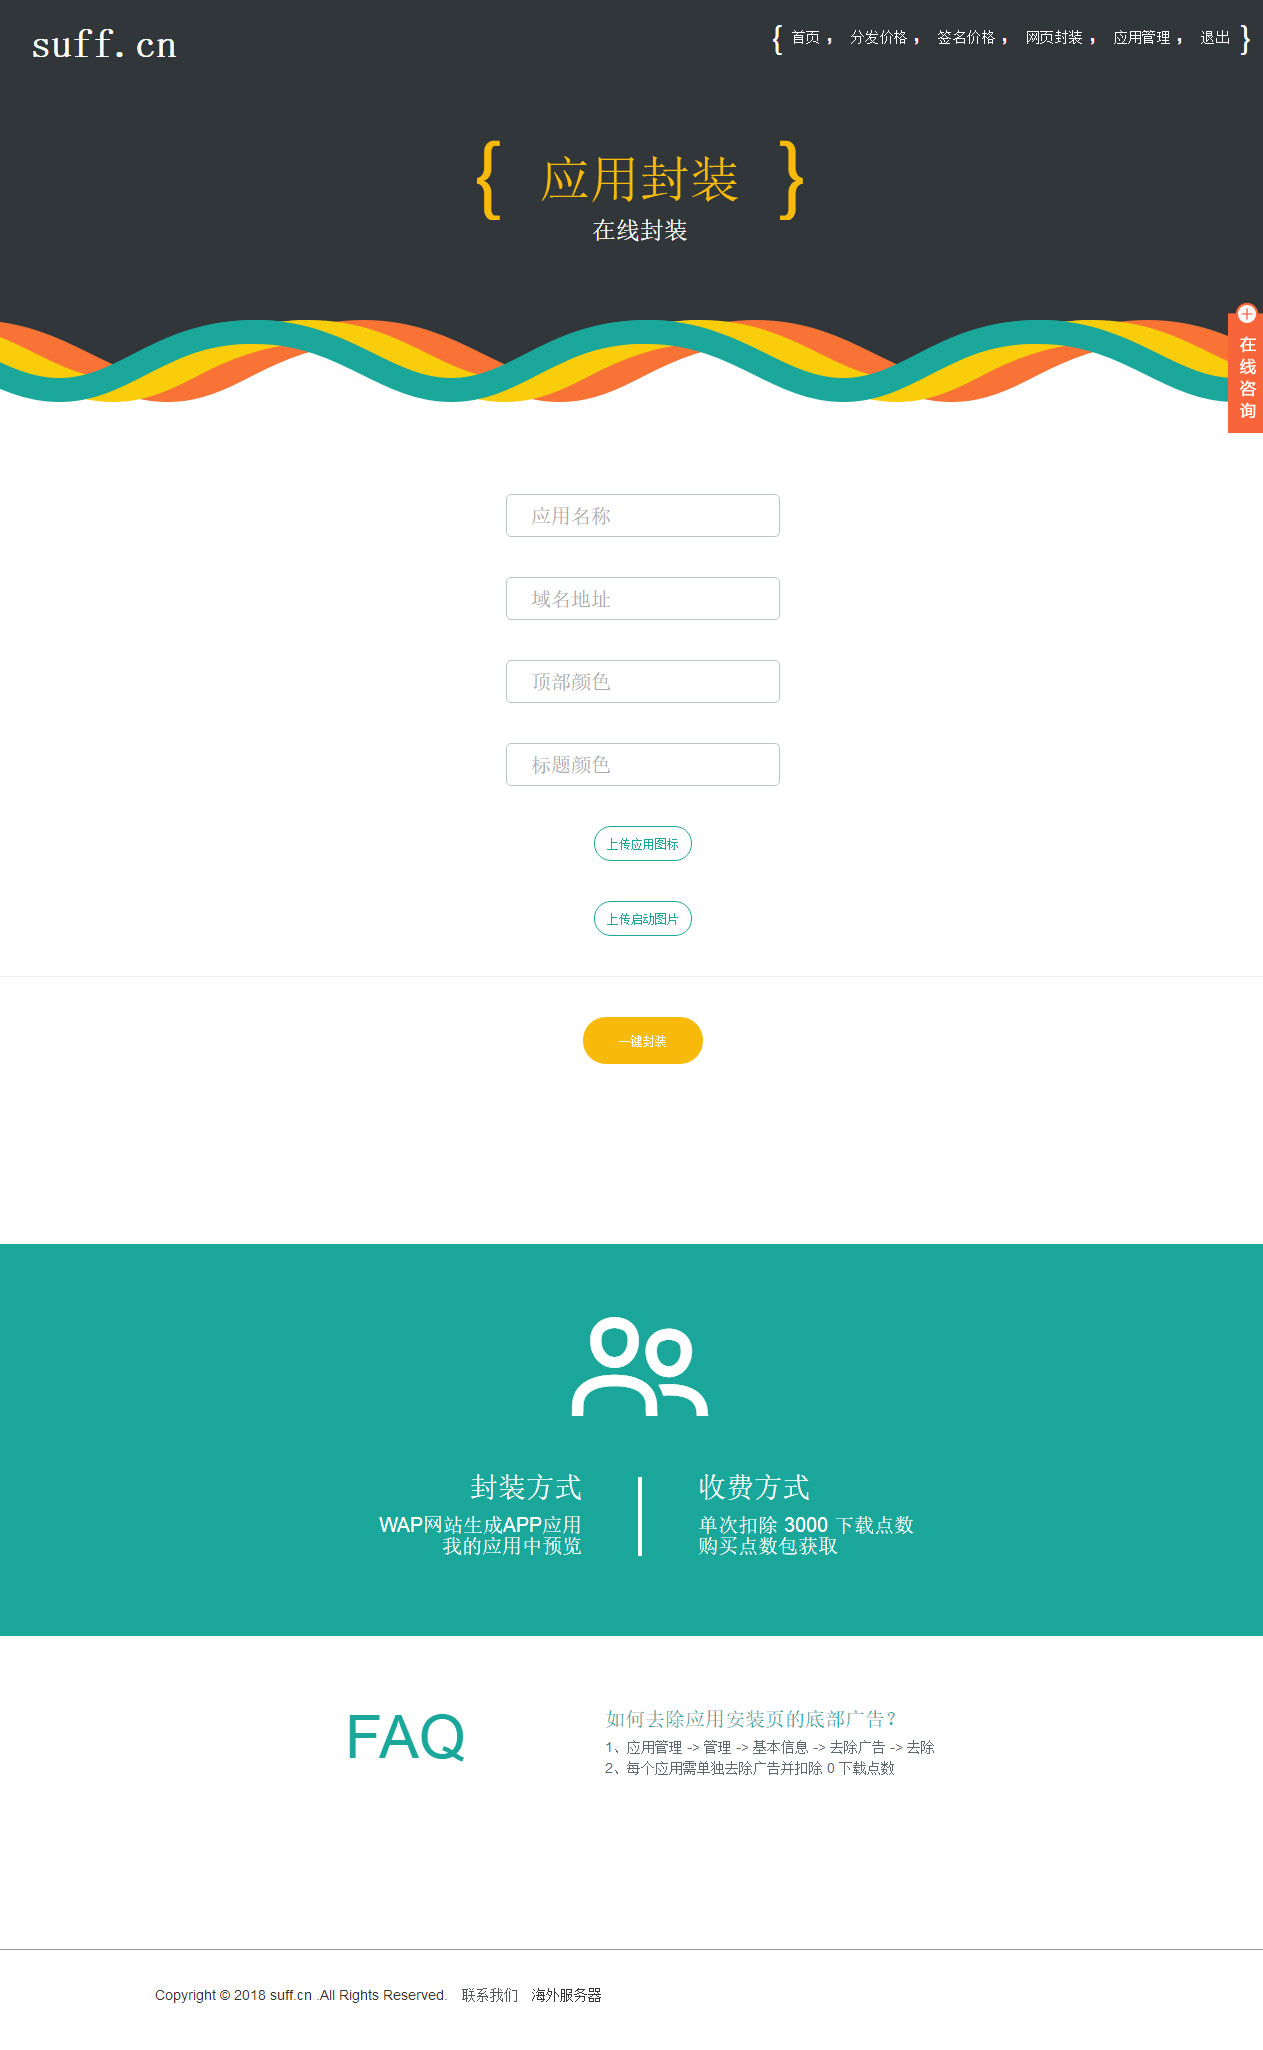 suff.cn
{ 首页 , 分发价格 , 签名价格 , 网页封装 , 应用管理 , 退出 }
{ 应用封装 }
在线封装
在线咨询
应用名称
域名地址
顶部颜色
标题颜色
上传应用图标
上传启动图片
一键封装
封装方式
WAP网站生成APP应用
我的应用中预览
收费方式
单次扣除 3000 下载点数
购买点数包获取
FAQ
如何去除应用安装页的底部广告？
1、应用管理 -> 管理 -> 基本信息 -> 去除广告 -> 去除
2、每个应用需单独去除广告并扣除 0 下载点数
Copyright © 2018 suff.cn .All Rights Reserved. 联系我们 海外服务器